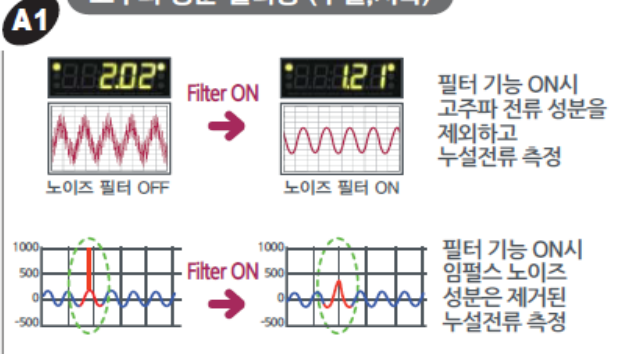 A1
2.02
Filter ON
1.21
필터 기능 ON시
고주파 전류 성분을
제외하고
누설전류 측정
노이즈 필터 OFF
노이즈 필터 ON
1000
500
0
-500
Filter ON
1000
500
0
-500
필터 기능 ON시
임펄스 노이즈
성분은 제거된
누설전류 측정